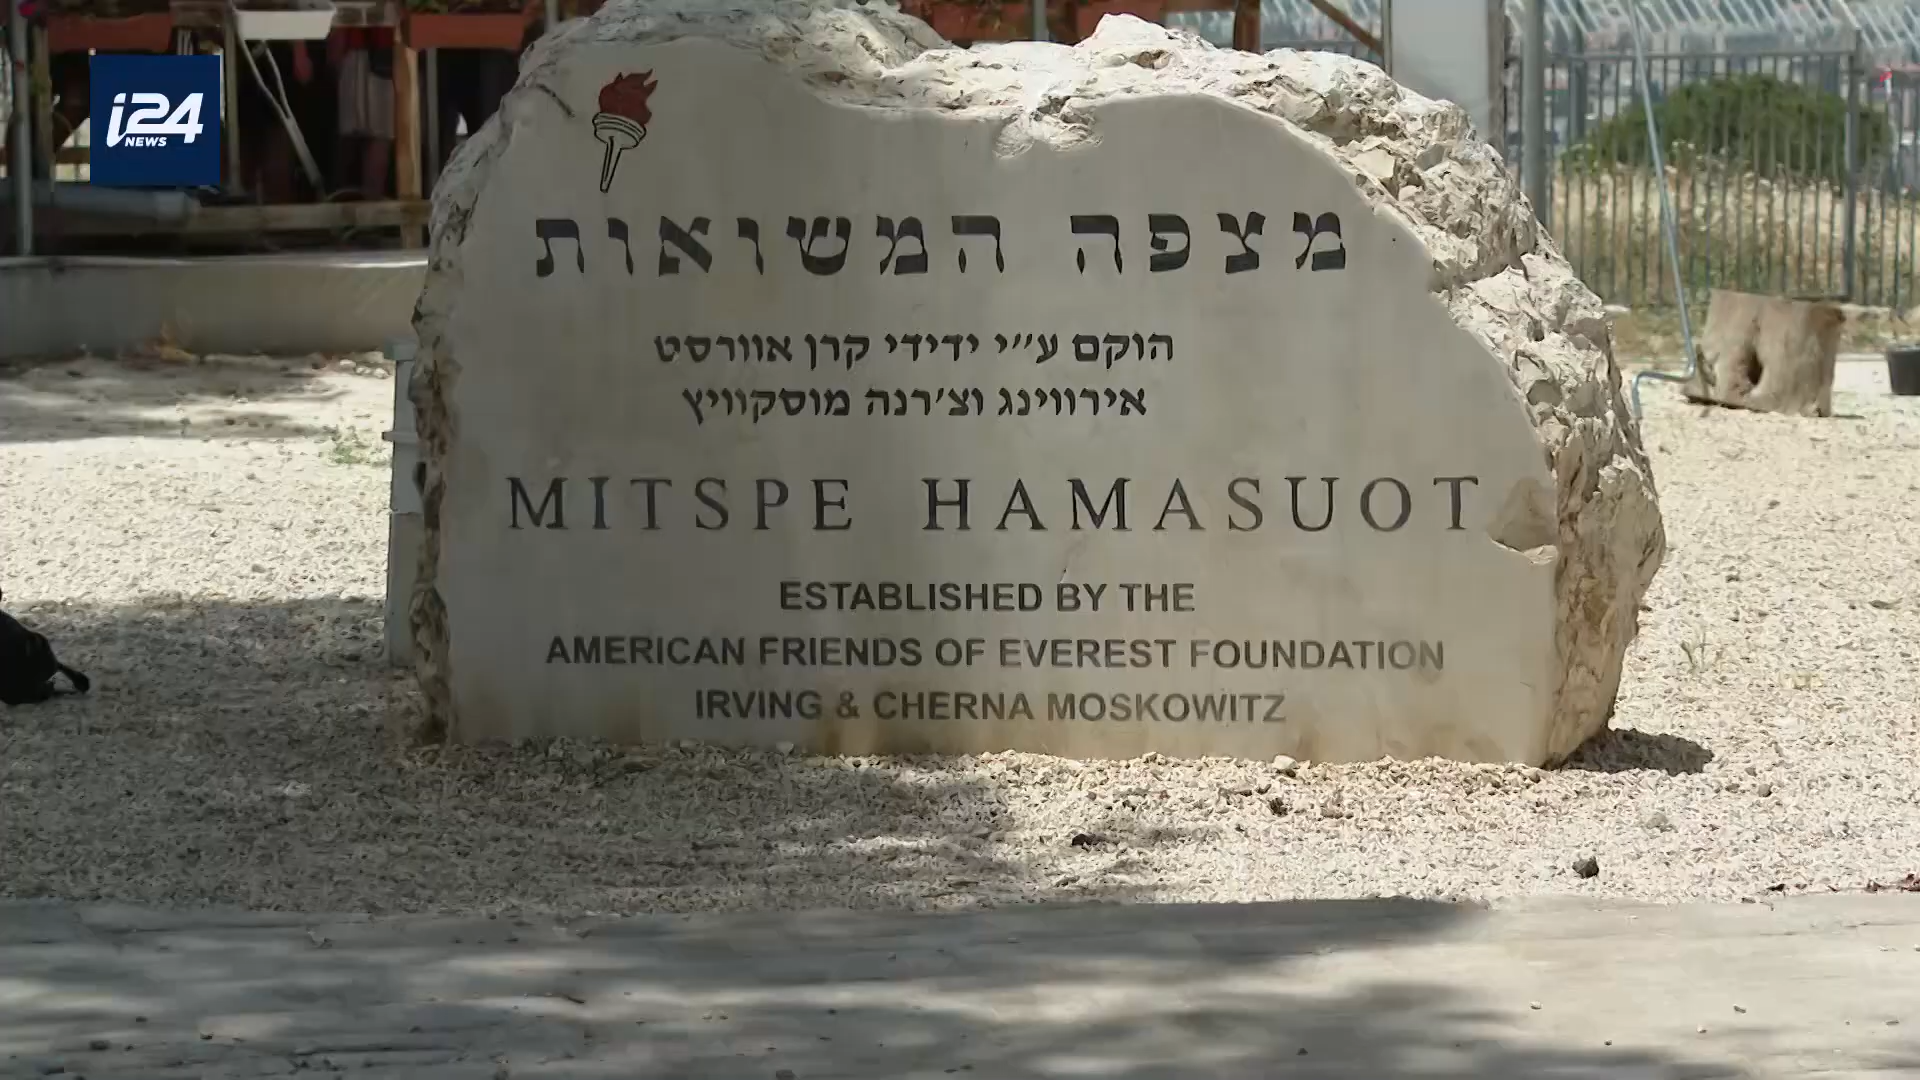 i24
NEWS
מצפה המשואות
הוקם ע״י ידידי קרן אוורסט
אירווינג וצ׳רנה מוסקוויץ
MITSPE HAMASUOT
ESTABLISHED BY THE
AMERICAN FRIENDS OF EVEREST FOUNDATION
IRVING & CHERNA MOSKOWITZ